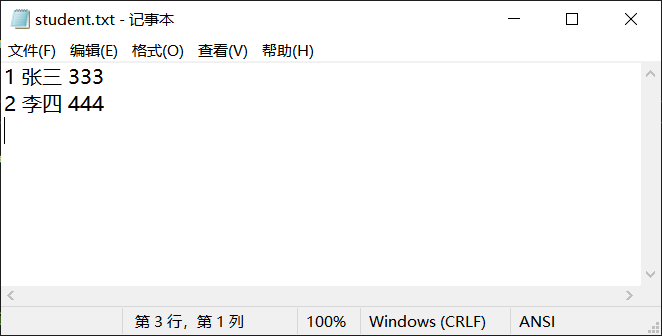 student.txt - 记事本
文件(F) 编辑(E) 格式(O) 查看(V) 帮助(H)
1 张三 333
2 李四 444
第 3 行，第 1 列 100% Windows (CRLF) ANSI